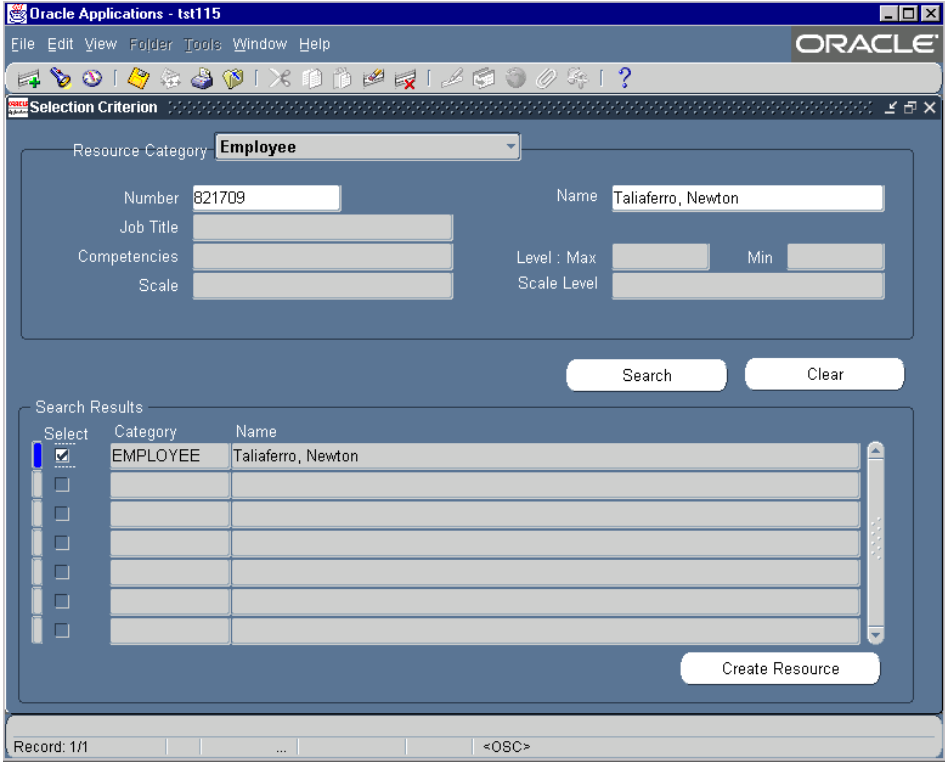 Oracle Applications - tst115
File Edit View Folder Tools Window Help
ORACLE
Selection Criterion
Resource Category Employee
Number 821709 Name Taliaferro, Newton
Job Title
Competencies Level : Max Min
Scale Scale Level
Search Clear
Search Results
Select Category Name
EMPLOYEE Taliaferro, Newton
Create Resource
Record: 1/1 ... <OSC>